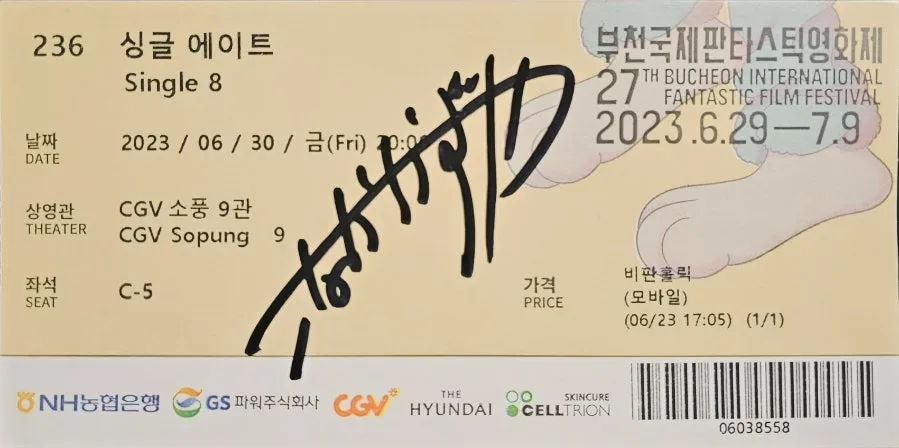 236 싱글 에이트
Single 8
부천국제판타스틱영화제
27TH BUCHEON INTERNATIONAL
FANTASTIC FILM FESTIVAL
2023.6.29—7.9
날짜
DATE
2023 / 06 / 30 / 금(Fri) 20:00
상영관
THEATER
CGV 소풍 9관
CGV Sopung 9
좌석
SEAT
C-5
가격
PRICE
비판홀릭
(모바일)
(06/23 17:05) (1/1)
NH농협은행
GS 파워주식회사
CGV
THE
HYUNDAI
SKINCURE
CELLTRION
06038558